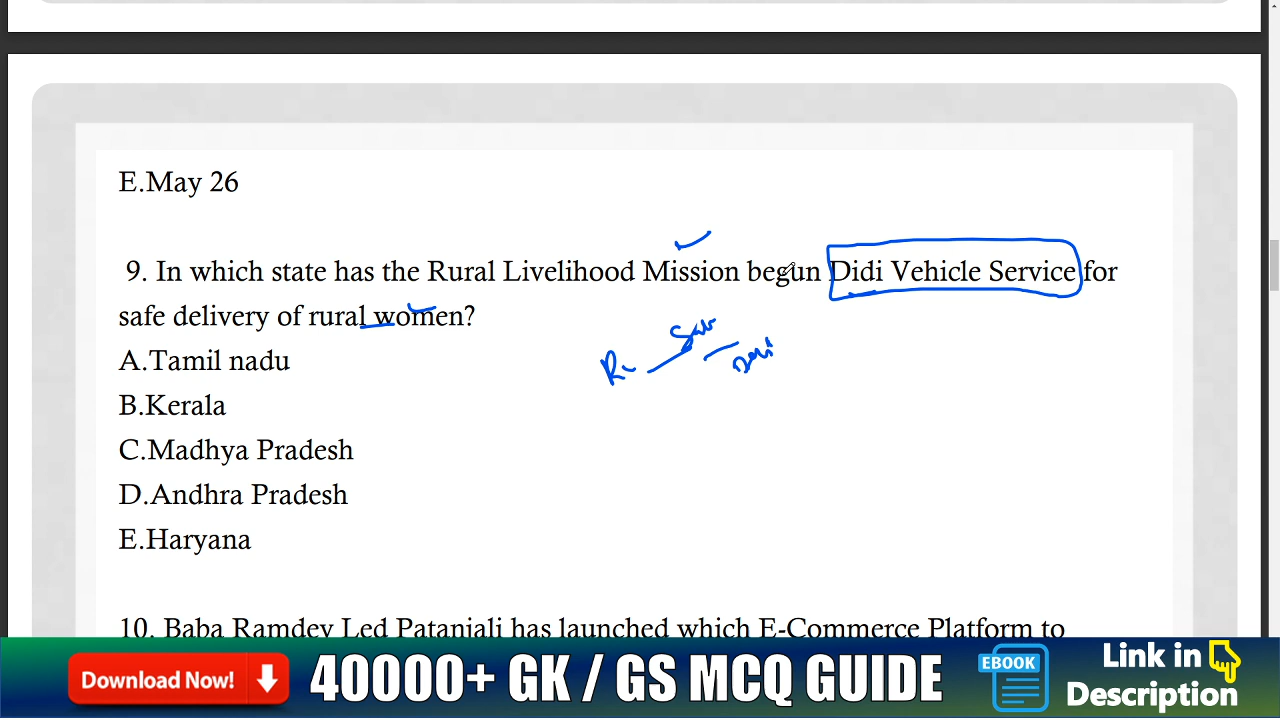 E.May 26
9. In which state has the Rural Livelihood Mission begun Didi Vehicle Service for
safe delivery of rural women?
A.Tamil nadu
B.Kerala
C.Madhya Pradesh
D.Andhra Pradesh
E.Haryana
10. Baba Ramdev Led Patanjali has launched which E-Commerce Platform to
Download Now!
40000+ GK / GS MCQ GUIDE
EBOOK
Link in
Description